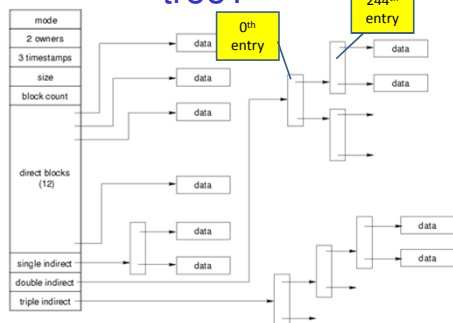 mode
2 owners
3 timestamps
size
block count
direct blocks
(12)
single indirect
double indirect
triple indirect
data
data
data
data
data
data
0th
entry
entry
data
data
data
data